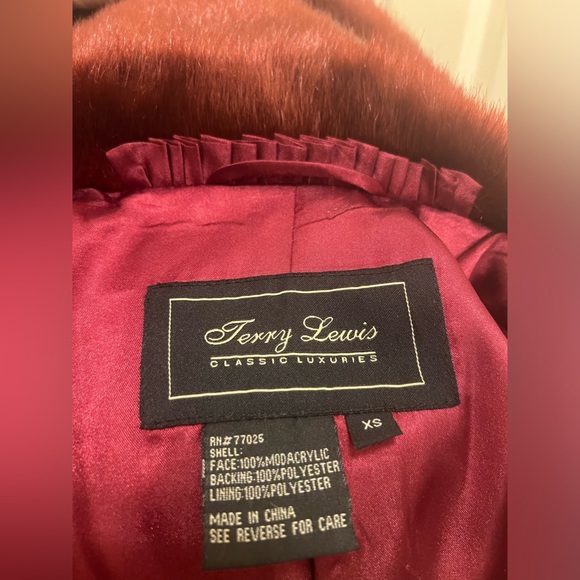 Terry Lewis
CLASSIC LUXURIES
XS
RN#77025
SHELL:
FACE:100%MODACRYLIC
BACKING:100%POLYESTER
LINING:100%POLYESTER
MADE IN CHINA
SEE REVERSE FOR CARE